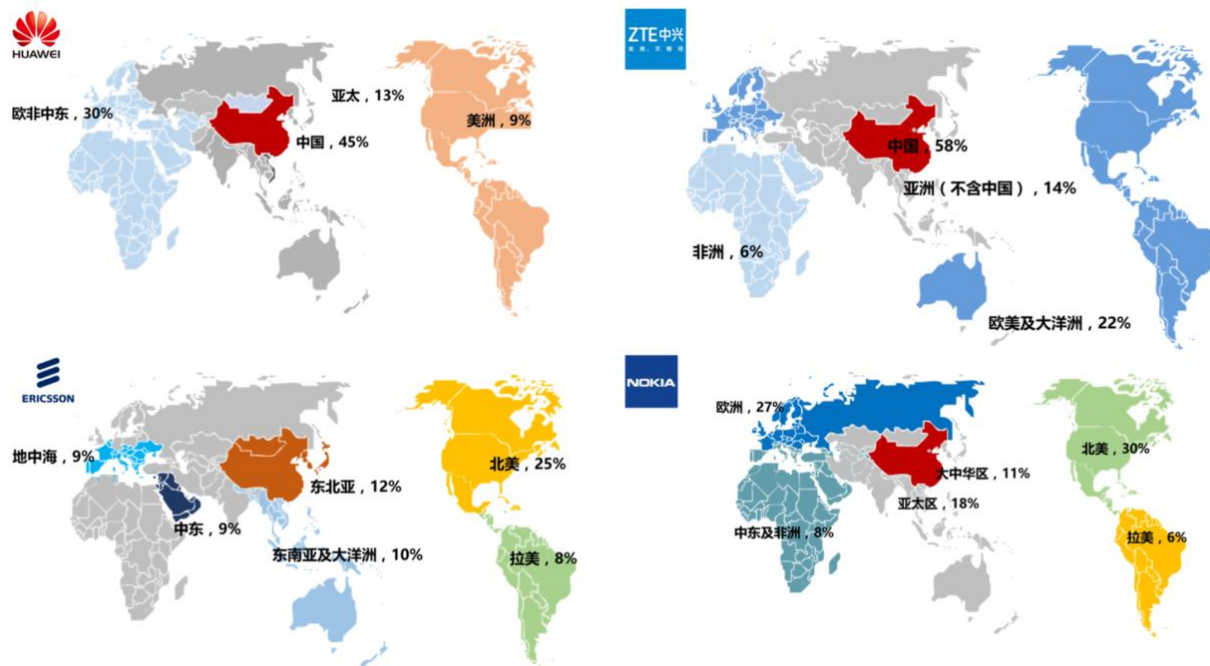 HUAWEI
欧非中东，30%
亚太，13%
中国，45%
美洲，9%
ZTE中兴
中国，58%
亚洲（不含中国），14%
非洲，6%
欧美及大洋洲，22%
ERICSSON
地中海，9%
中东，9%
东北亚，12%
东南亚及大洋洲，10%
北美，25%
拉美，8%
NOKIA
欧洲，27%
大中华区，11%
亚太区，18%
中东及非洲，8%
北美，30%
拉美，6%